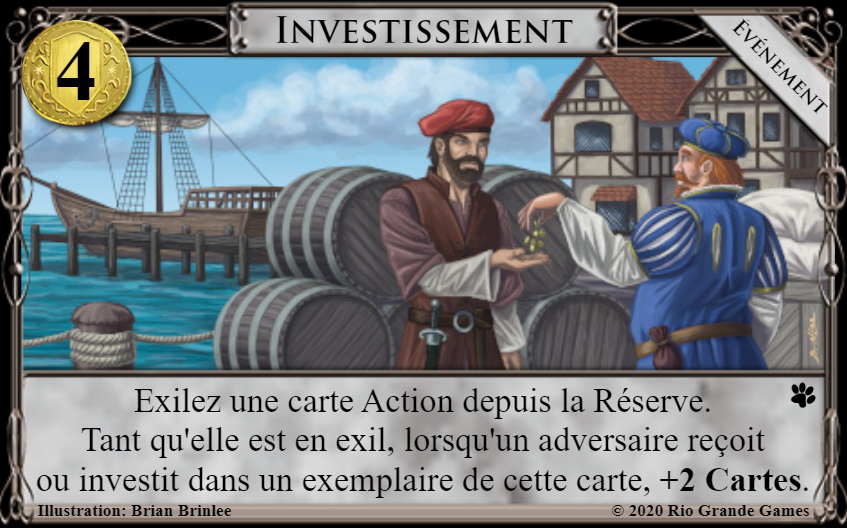 INVESTISSEMENT
4
ÉVÉNEMENT
Exilez une carte Action depuis la Réserve.
Tant qu'elle est en exil, lorsqu'un adversaire reçoit
ou investit dans un exemplaire de cette carte, +2 Cartes.
Illustration: Brian Brinlee
© 2020 Rio Grande Games